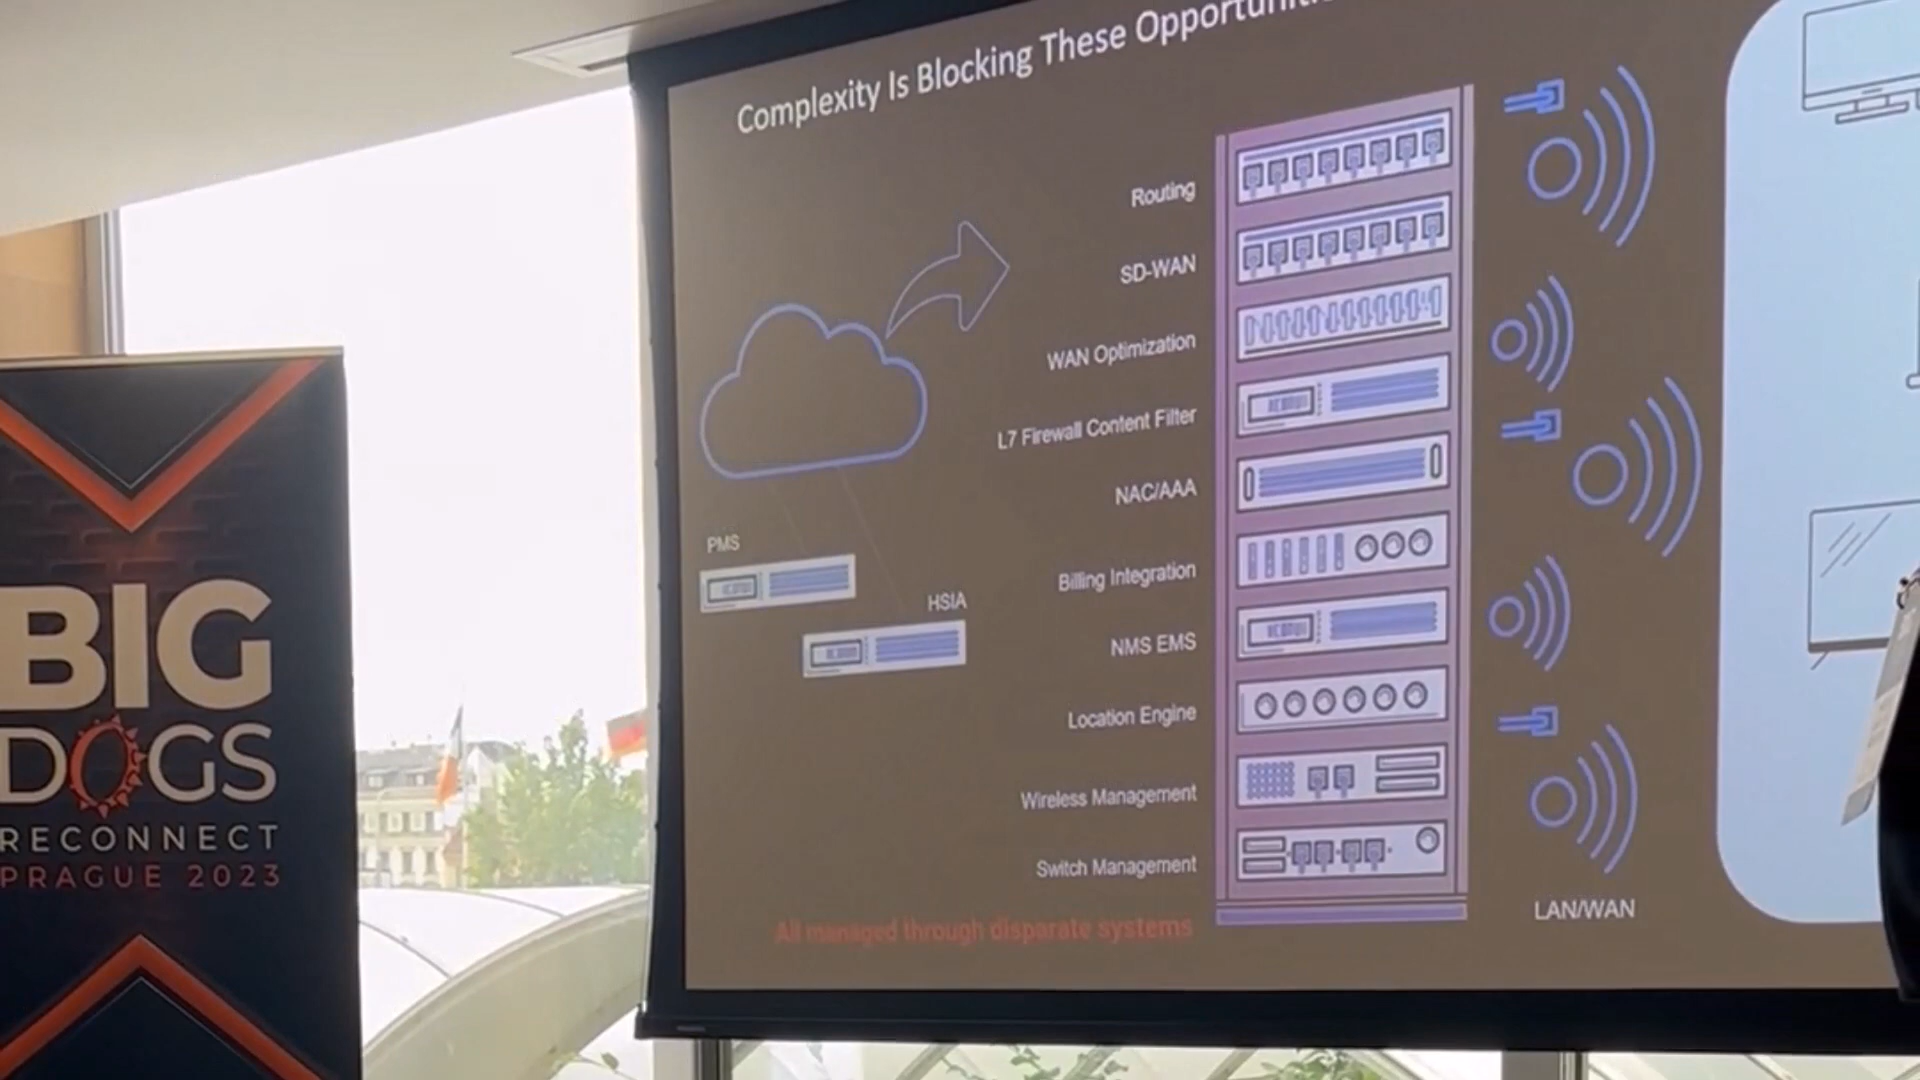 Complexity Is Blocking These
Routing
SD-WAN
WAN Optimization
L7 Firewall Content Filter
NAC/AAA
Billing Integration
NMS EMS
Location Engine
Wireless Management
Switch Management
All managed through disparate systems
PMS
HSIA
LAN/WAN
BIG
DOGS
RECONNECT
PRAGUE 2023